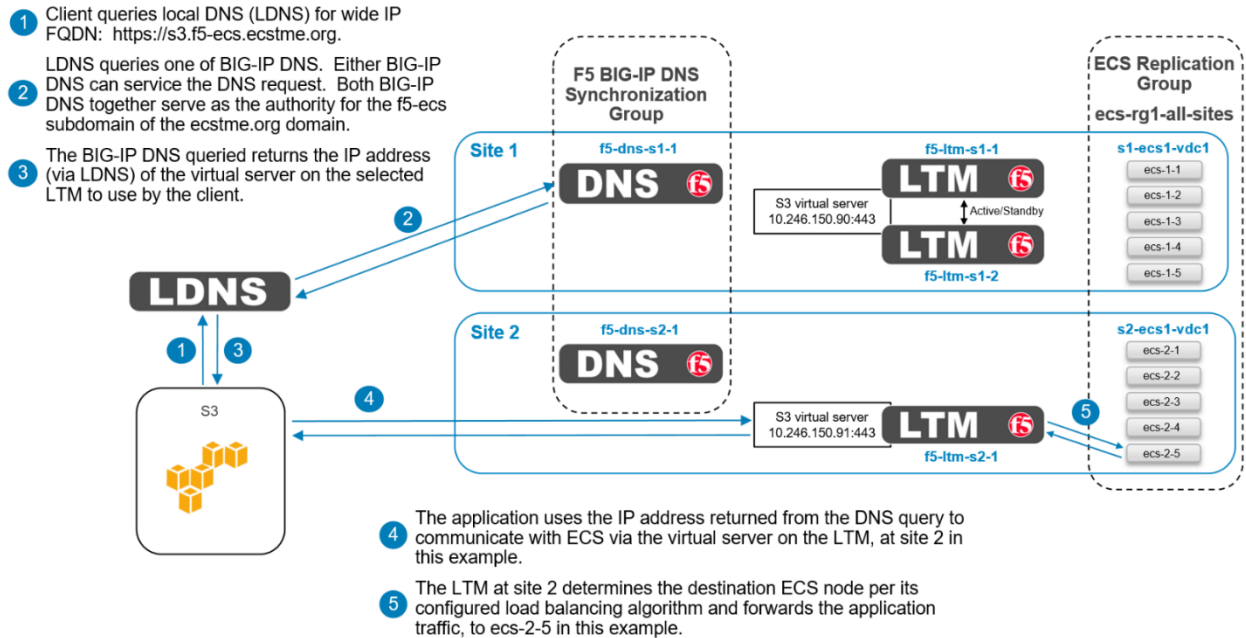 1
Client queries local DNS (LDNS) for wide IP
FQDN: https://s3.f5-ecs.ecstme.org.
2
LDNS queries one of BIG-IP DNS. Either BIG-IP
DNS can service the DNS request. Both BIG-IP
DNS together serve as the authority for the f5-ecs
subdomain of the ecstme.org domain.
3
The BIG-IP DNS queried returns the IP address
(via LDNS) of the virtual server on the selected
LTM to use by the client.
F5 BIG-IP DNS
Synchronization
Group
ECS Replication
Group
ecs-rg1-all-sites
Site 1
f5-dns-s1-1
DNS f5
f5-ltm-s1-1
LTM f5
S3 virtual server
10.246.150.90:443
Active/Standby
LTM f5
f5-ltm-s1-2
s1-ecs1-vdc1
ecs-1-1
ecs-1-2
ecs-1-3
ecs-1-4
ecs-1-5
2
LDNS
1
3
S3
Site 2
f5-dns-s2-1
DNS f5
4
S3 virtual server
10.246.150.91:443
LTM f5
f5-ltm-s2-1
5
s2-ecs1-vdc1
ecs-2-1
ecs-2-2
ecs-2-3
ecs-2-4
ecs-2-5
4
The application uses the IP address returned from the DNS query to
communicate with ECS via the virtual server on the LTM, at site 2 in
this example.
5
The LTM at site 2 determines the destination ECS node per its
configured load balancing algorithm and forwards the application
traffic, to ecs-2-5 in this example.